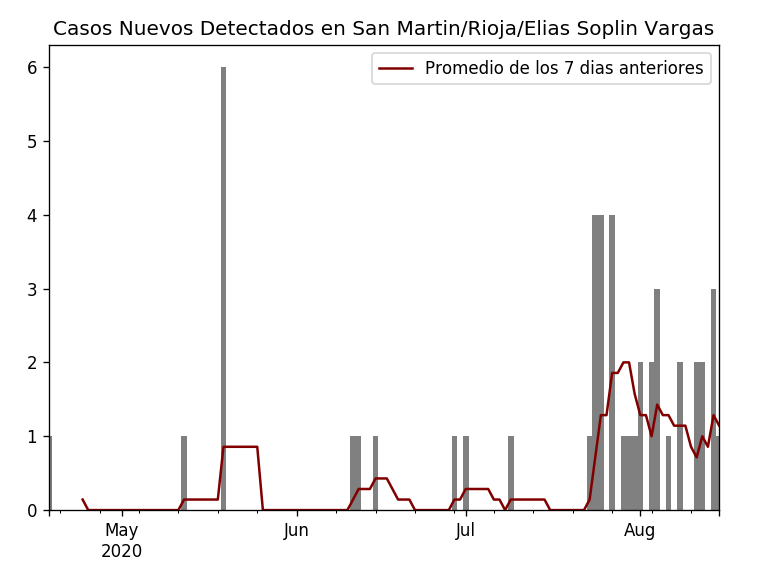 Casos Nuevos Detectados en San Martin/Rioja/Elias Soplin Vargas
Promedio de los 7 dias anteriores
6
5
4
3
2
1
0
May Jun Jul Aug
2020